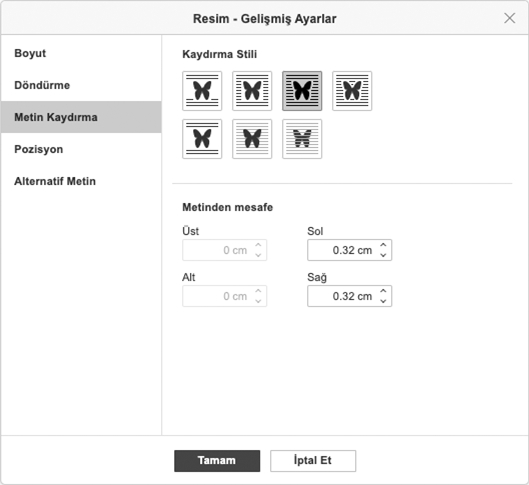 Resim - Gelişmiş Ayarlar
Boyut
Döndürme
Metin Kaydırma
Pozisyon
Alternatif Metin
Kaydırma Stili
Metinden mesafe
Üst
Sol
0 cm
0.32 cm
Alt
Sağ
0 cm
0.32 cm
Tamam
İptal Et